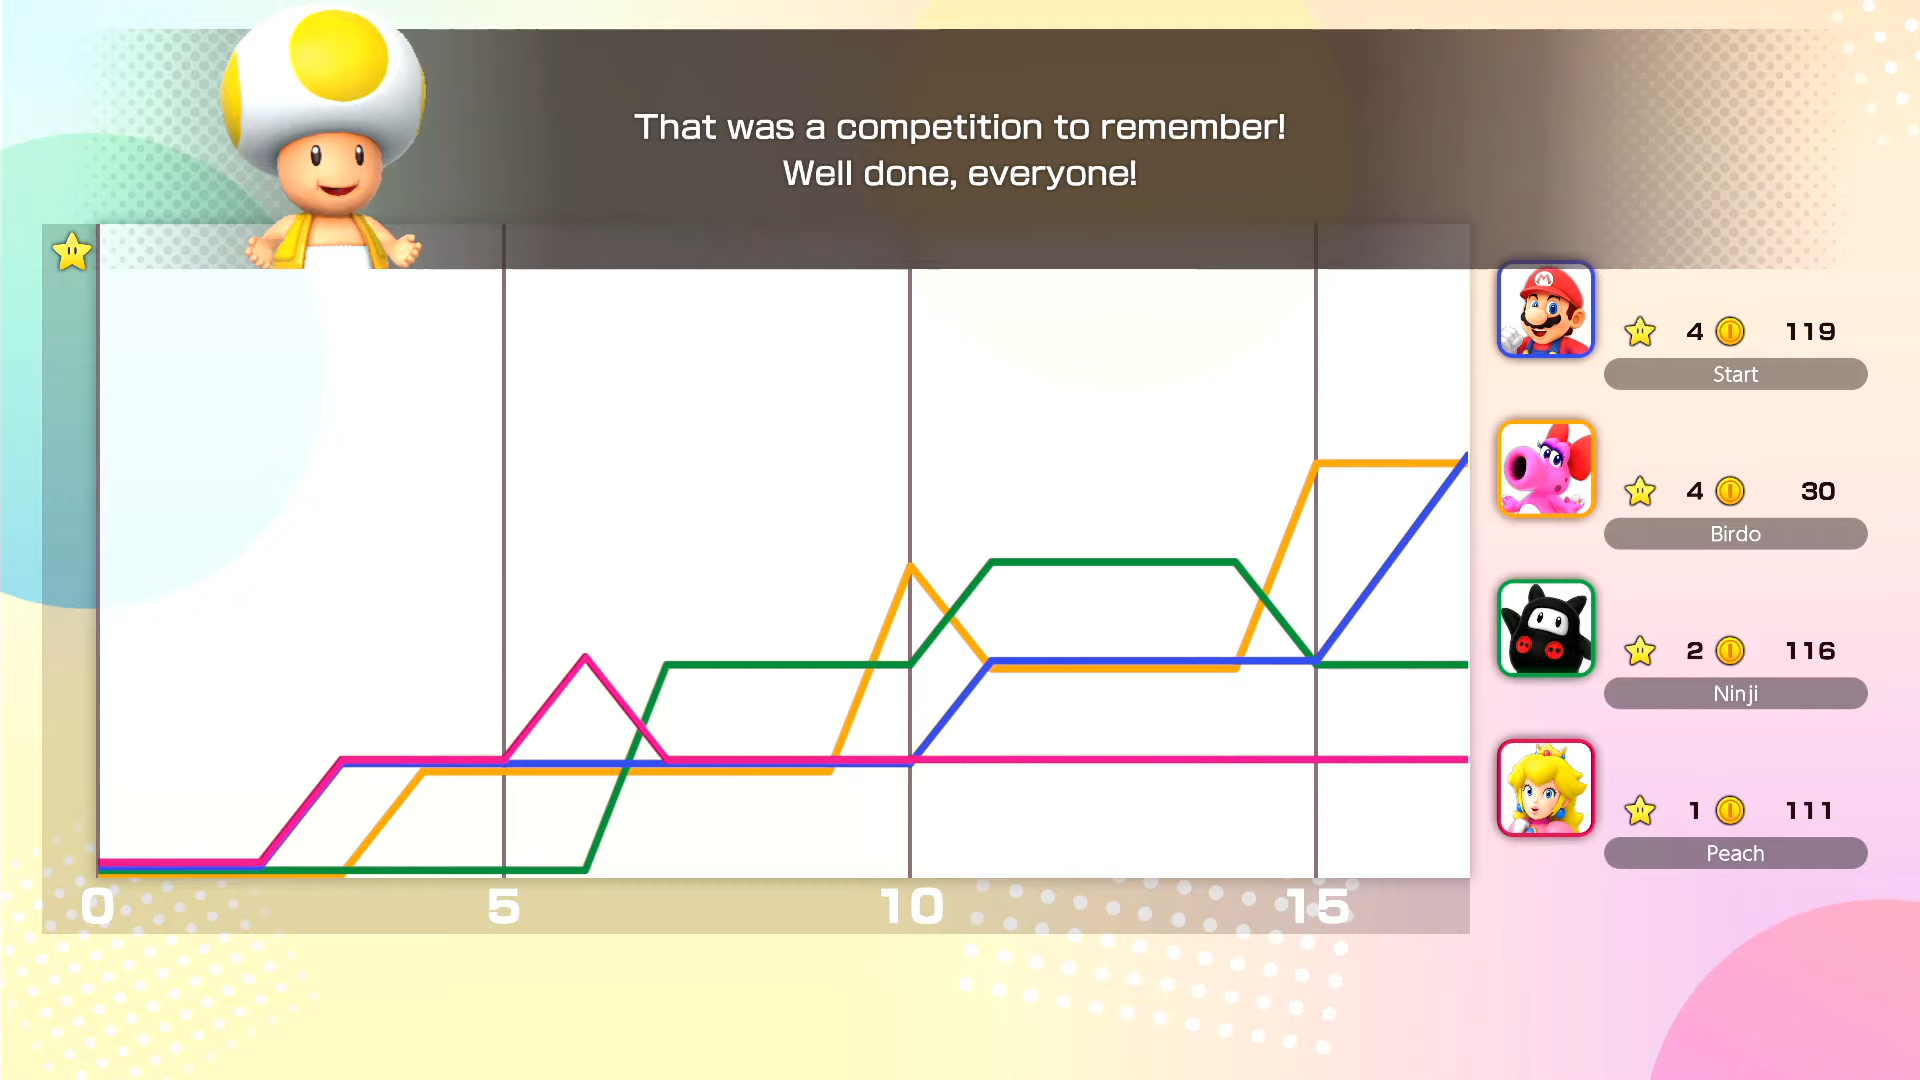 That was a competition to remember!
Well done, everyone!
M
4 119
Start
4 30
Birdo
2 116
Ninji
1 111
Peach
0 5 10 15